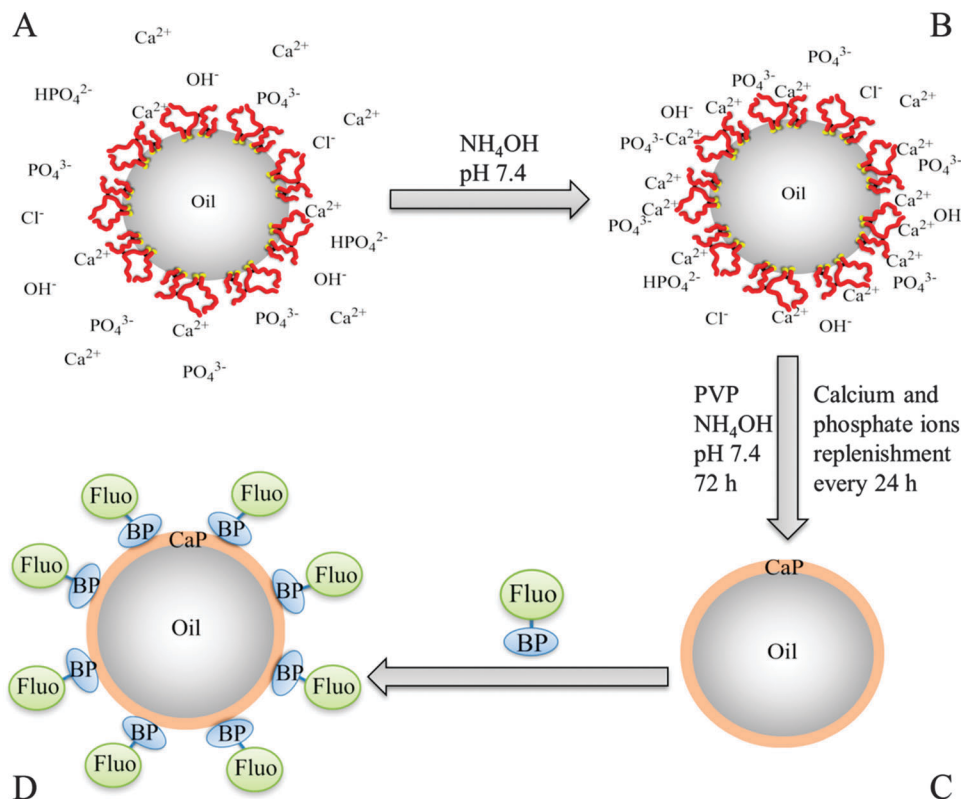 A
B
Ca²⁺
Ca²⁺
HPO₄²⁻
OH⁻
Ca²⁺
PO₄³⁻
Ca²⁺
Cl⁻
PO₄³⁻
Oil
Cl⁻
Ca²⁺
HPO₄²⁻
Ca²⁺
OH⁻
OH⁻
PO₄³⁻
Ca²⁺
PO₄³⁻
Ca²⁺
Ca²⁺
PO₄³⁻
NH₄OH
pH 7.4
PO₄³⁻
PO₄³⁻
Ca²⁺
Cl⁻
Ca²⁺
OH⁻
Ca²⁺
Ca²⁺
PO₄³⁻
Ca²⁺
Ca²⁺
PO₄³⁻
Ca²⁺
Oil
Ca²⁺
Ca²⁺
OH
PO₄³⁻
Ca²⁺
Ca²⁺
Ca²⁺
HPO₄²⁻
PO₄³⁻
Ca²⁺
Ca²⁺
Cl⁻
OH⁻
PVP
NH₄OH
pH 7.4
72 h
Calcium and
phosphate ions
replenishment
every 24 h
CaP
Oil
Fluo
BP
Fluo
Fluo
BP
CaP
BP
Fluo
BP
BP
Fluo
Oil
Fluo
BP
BP
Fluo
BP
BP
Fluo
Fluo
D
C